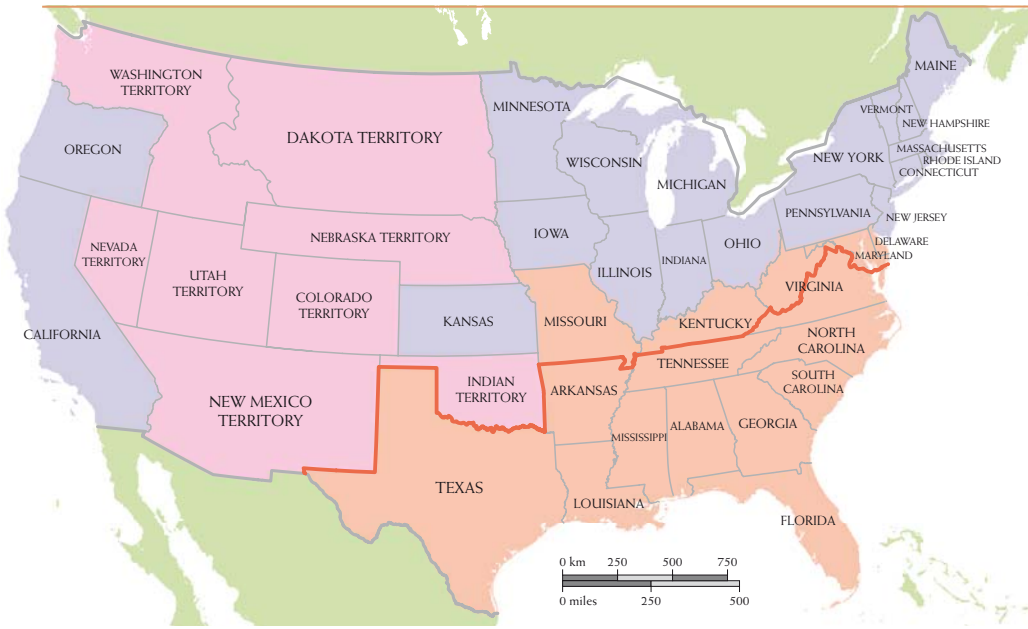 WASHINGTON
TERRITORY
OREGON
DAKOTA TERRITORY
MINNESOTA
WISCONSIN
MICHIGAN
MAINE
VERMONT
NEW HAMPSHIRE
MASSACHUSETTS
RHODE ISLAND
CONNECTICUT
NEW YORK
PENNSYLVANIA
NEW JERSEY
NEVADA
TERRITORY
UTAH
TERRITORY
NEBRASKA TERRITORY
COLORADO
TERRITORY
IOWA
ILLINOIS
INDIANA
OHIO
DELAWARE
MARYLAND
VIRGINIA
CALIFORNIA
KANSAS
MISSOURI
KENTUCKY
NORTH
CAROLINA
TENNESSEE
SOUTH
CAROLINA
NEW MEXICO
TERRITORY
INDIAN
TERRITORY
ARKANSAS
MISSISSIPPI
ALABAMA
GEORGIA
TEXAS
LOUISIANA
FLORIDA
0 km 250 500 750
0 miles 250 500